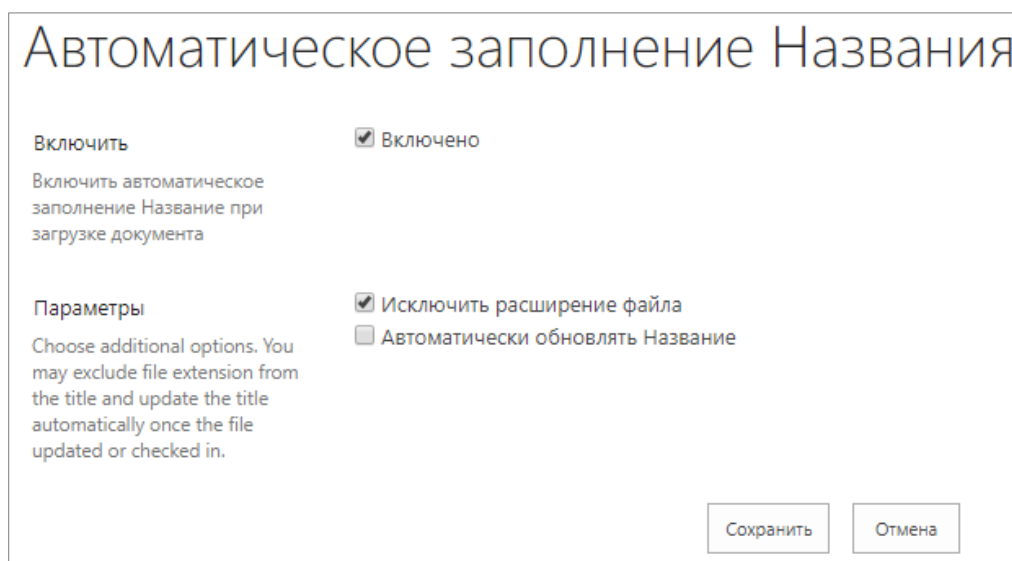 Автоматическое заполнение Названия
Включить
Включено
Включить автоматическое
заполнение Название при
загрузке документа
Параметры
Исключить расширение файла
Автоматически обновлять Название
Choose additional options. You
may exclude file extension from
the title and update the title
automatically once the file
updated or checked in.
Сохранить
Отмена